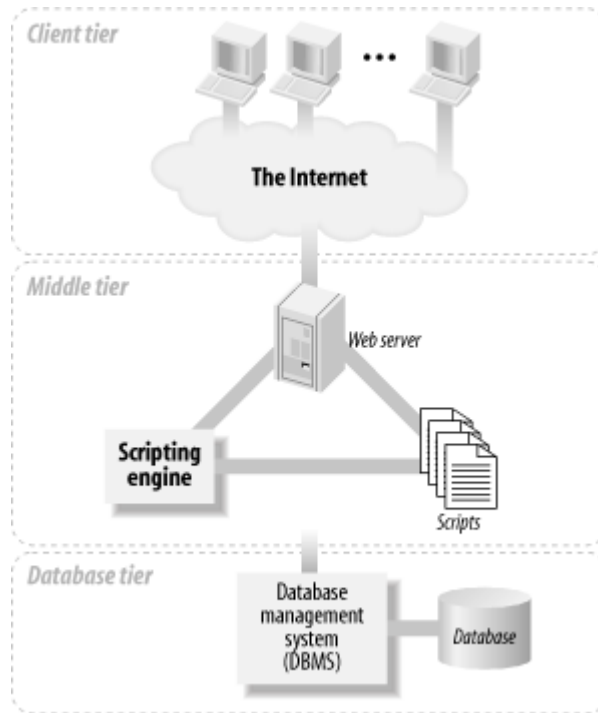 Client tier
The Internet
Middle tier
Web server
Scripting
engine
Scripts
Database tier
Database
management
system
(DBMS)
Database